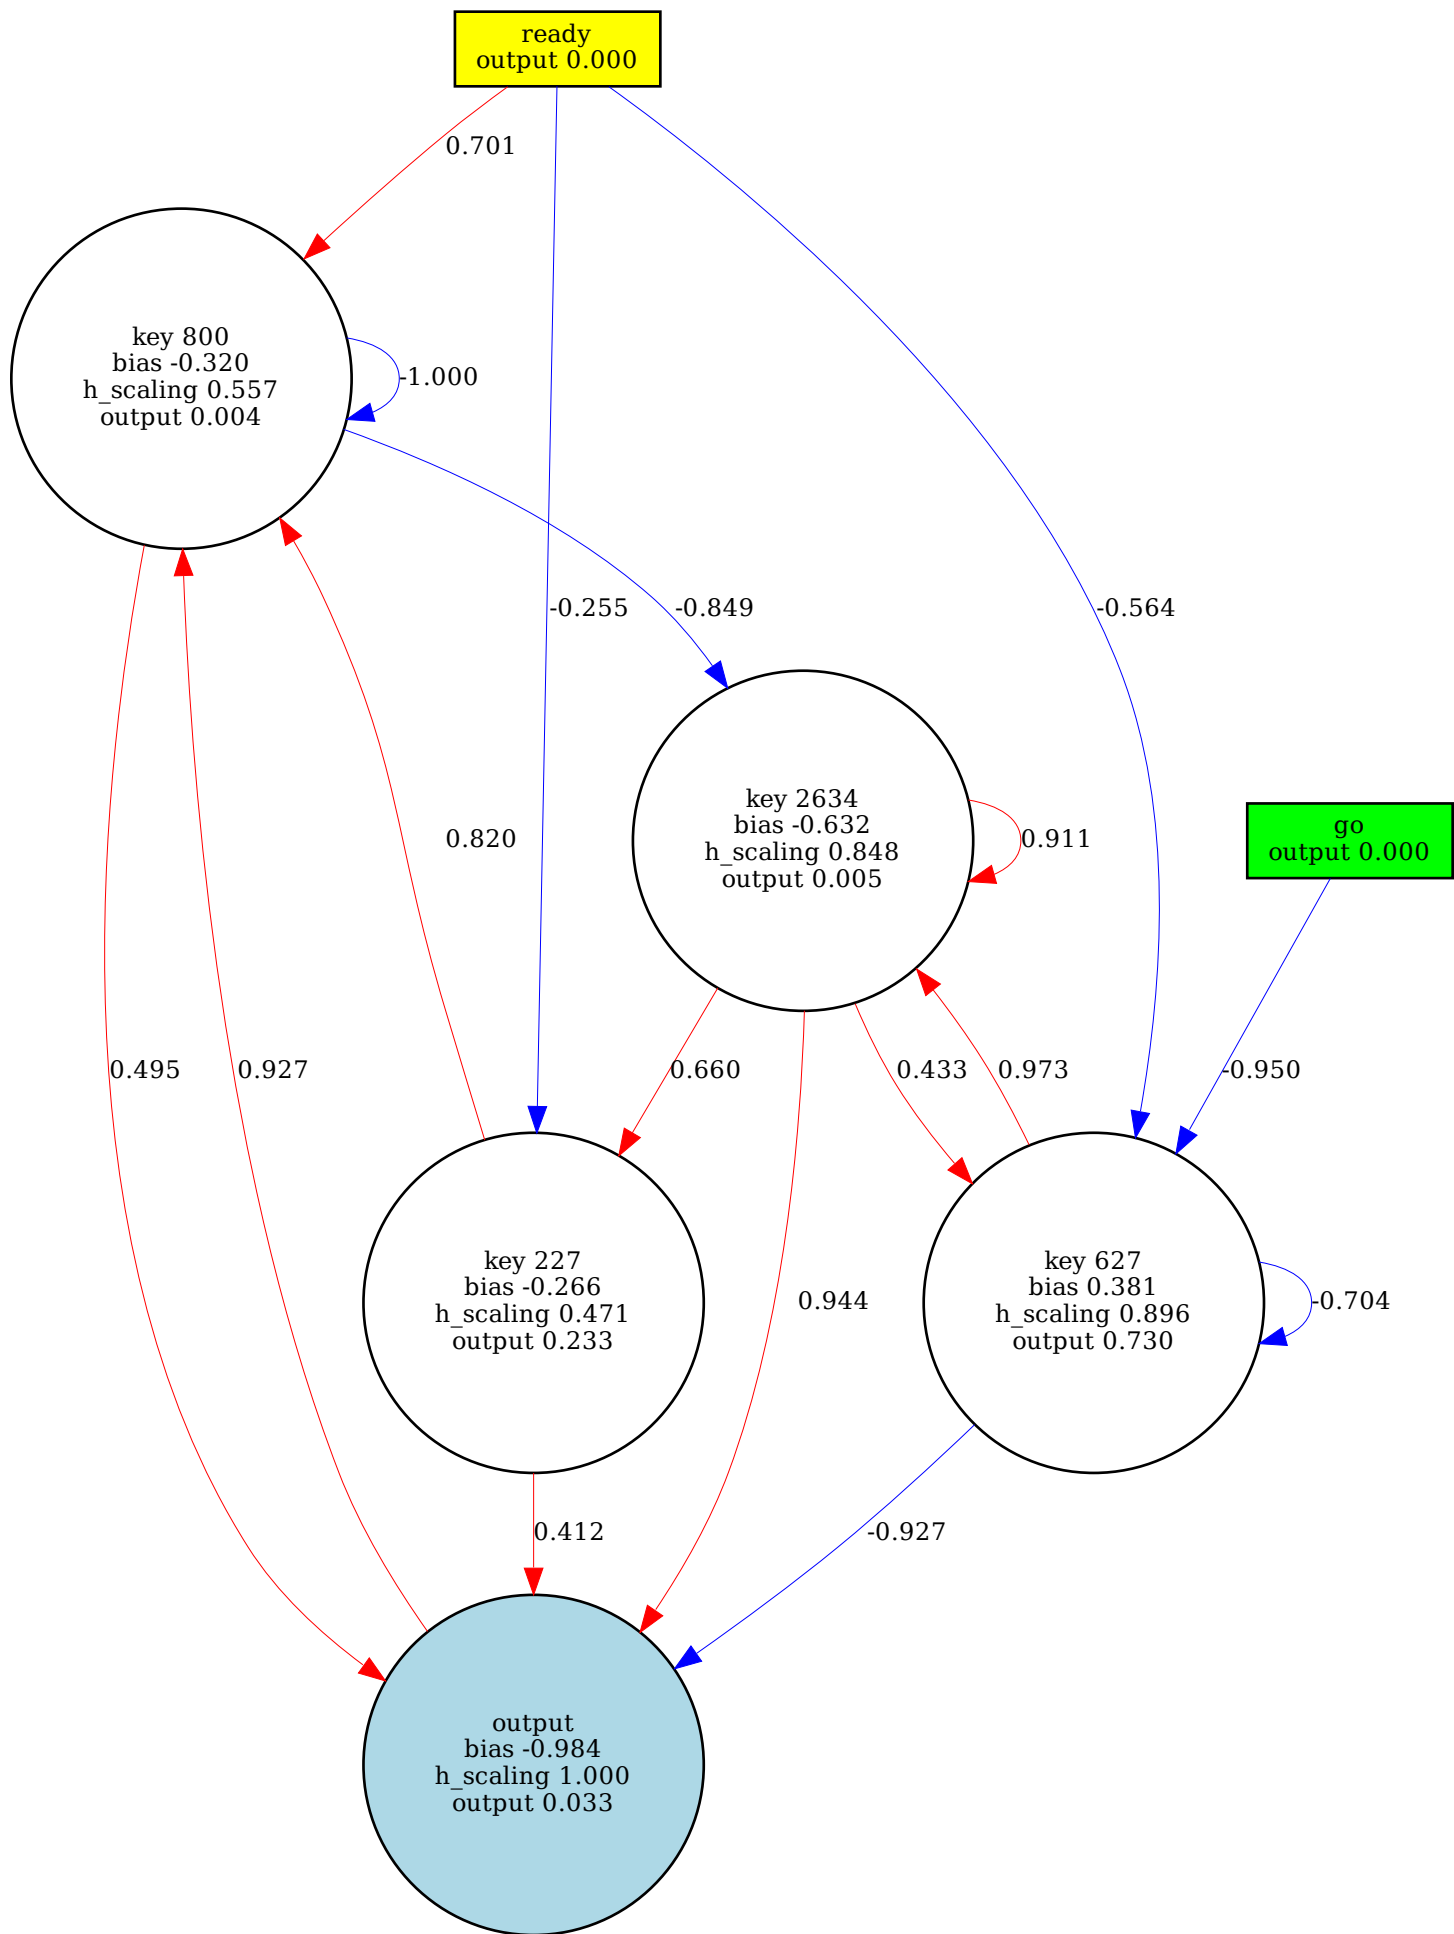 ready
output 0.000
0.701
key 800
bias -0.320
h_scaling 0.557
output 0.004
-1.000
-0.255
-0.849
-0.564
key 2634
bias -0.632
h_scaling 0.848
output 0.005
0.911
go
output 0.000
0.820
0.495
0.927
0.660
0.433
0.973
-0.950
key 227
bias -0.266
h_scaling 0.471
output 0.233
0.944
key 627
bias 0.381
h_scaling 0.896
output 0.730
-0.704
0.412
-0.927
output
bias -0.984
h_scaling 1.000
output 0.033